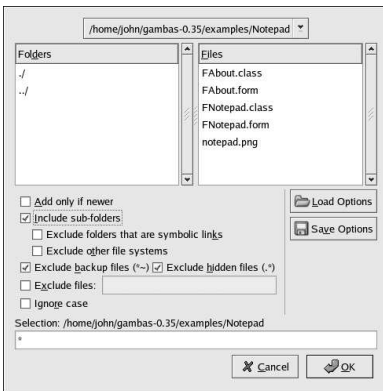 /home/john/gambas-0.35/examples/Notepad
Folders
Files
./
../
FAbout.class
FAbout.form
FNotepad.class
FNotepad.form
notepad.png
Add only if newer
Include sub-folders
Exclude folders that are symbolic links
Exclude other file systems
Exclude backup files (*~) Exclude hidden files (.*)
Exclude files:
Ignore case
Load Options
Save Options
Selection: /home/john/gambas-0.35/examples/Notepad
*
Cancel
OK